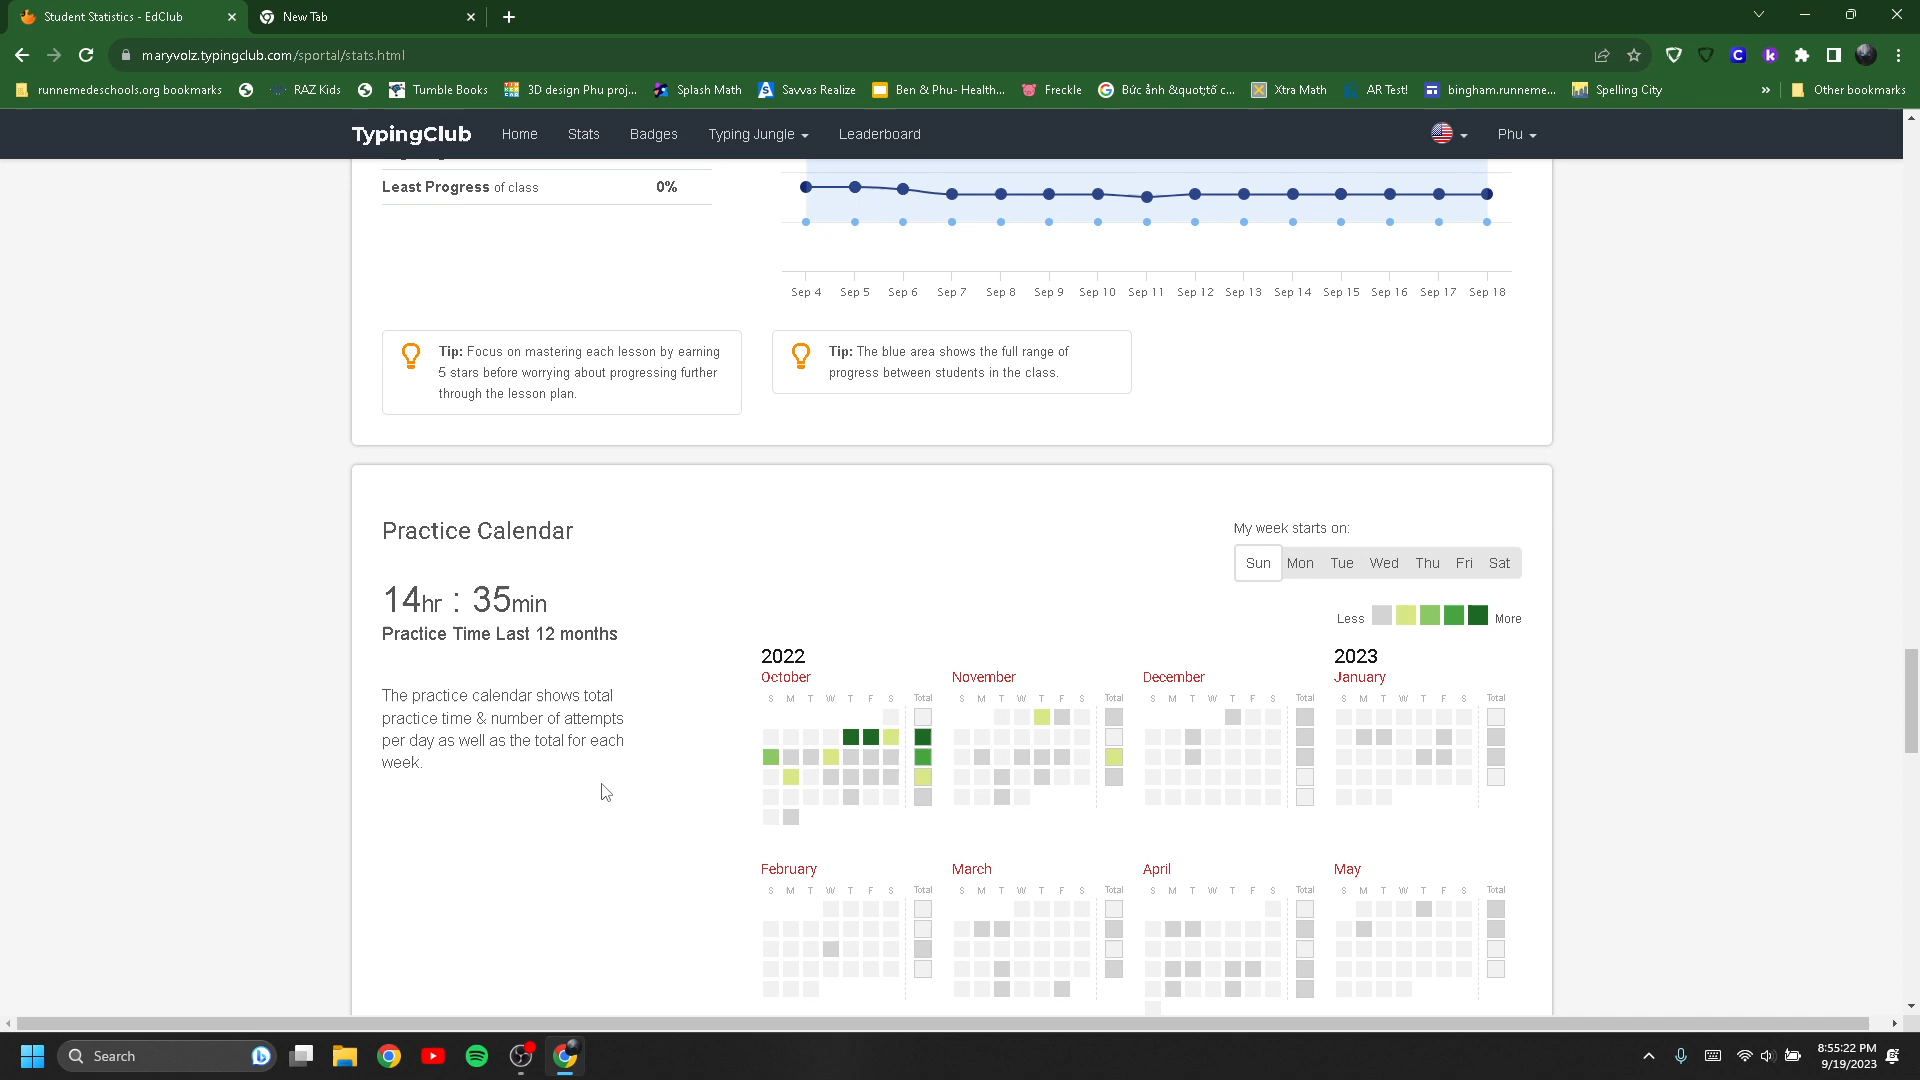 Student Statistics - EdClub
New Tab
maryvolz.typingclub.com/sportal/stats.html
runnemedeschools.org bookmarks
RAZ Kids
Tumble Books
3D design Phu proj...
Splash Math
Savvas Realize
Ben & Phu- Health...
Freckle
Bức ảnh &quot;tố c...
Xtra Math
AR Test!
bingham.runneme...
Spelling City
»
Other bookmarks
TypingClub
Home
Stats
Badges
Typing Jungle
Leaderboard
Phu
Least Progress of class 0%
Sep 4 Sep 5 Sep 6 Sep 7 Sep 8 Sep 9 Sep 10 Sep 11 Sep 12 Sep 13 Sep 14 Sep 15 Sep 16 Sep 17 Sep 18
Tip: Focus on mastering each lesson by earning
5 stars before worrying about progressing further
through the lesson plan.
Tip: The blue area shows the full range of
progress between students in the class.
Practice Calendar
My week starts on:
Sun Mon Tue Wed Thu Fri Sat
14hr : 35min
Practice Time Last 12 months
Less
More
The practice calendar shows total
practice time & number of attempts
per day as well as the total for each
week.
2022
2023
October
November
December
January
S M T W T F S Total
S M T W T F S Total
S M T W T F S Total
S M T W T F S Total
February
March
April
May
S M T W T F S Total
S M T W T F S Total
S M T W T F S Total
S M T W T F S Total
Search
8:55:22 PM
9/19/2023